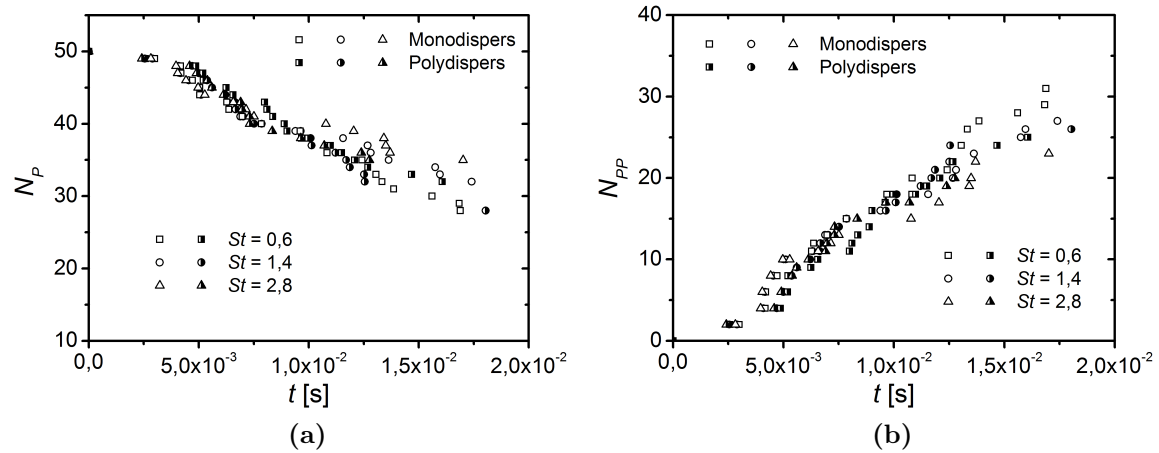 50
40
30
20
10
N_P
0,0
5,0x10⁻³
1,0x10⁻²
1,5x10⁻²
2,0x10⁻²
t [s]
Monodispers
Polydispers
St = 0,6
St = 1,4
St = 2,8
(a)
40
30
20
10
0
N_PP
0,0
5,0x10⁻³
1,0x10⁻²
1,5x10⁻²
2,0x10⁻²
t [s]
Monodispers
Polydispers
St = 0,6
St = 1,4
St = 2,8
(b)